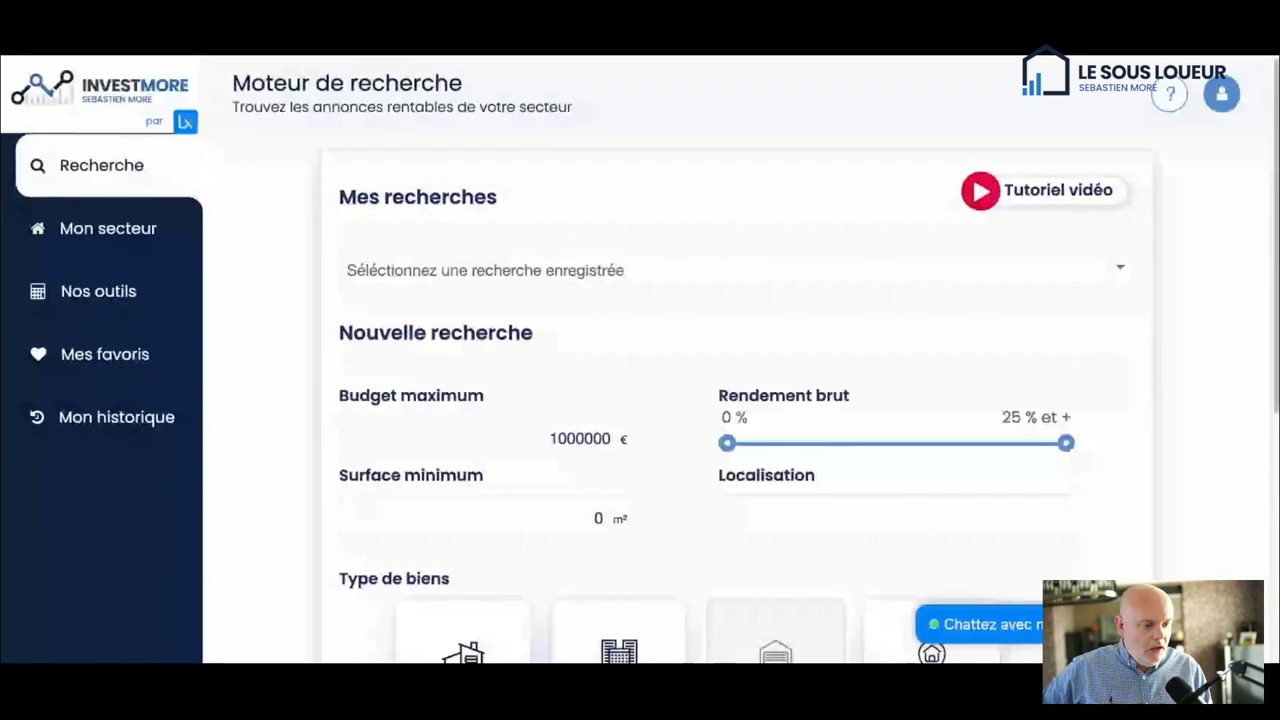 INVESTMORE
SEBASTIEN MORE
par Lx
Recherche
Mon secteur
Nos outils
Mes favoris
Mon historique
Moteur de recherche
Trouvez les annonces rentables de votre secteur
LE SOUS LOUEUR
SEBASTIEN MORE
?
Mes recherches
Tutoriel vidéo
Séléctionnez une recherche enregistrée
Nouvelle recherche
Budget maximum
1000000 €
Rendement brut
0 % 25 % et +
Surface minimum
0 m²
Localisation
Type de biens
Chattez avec